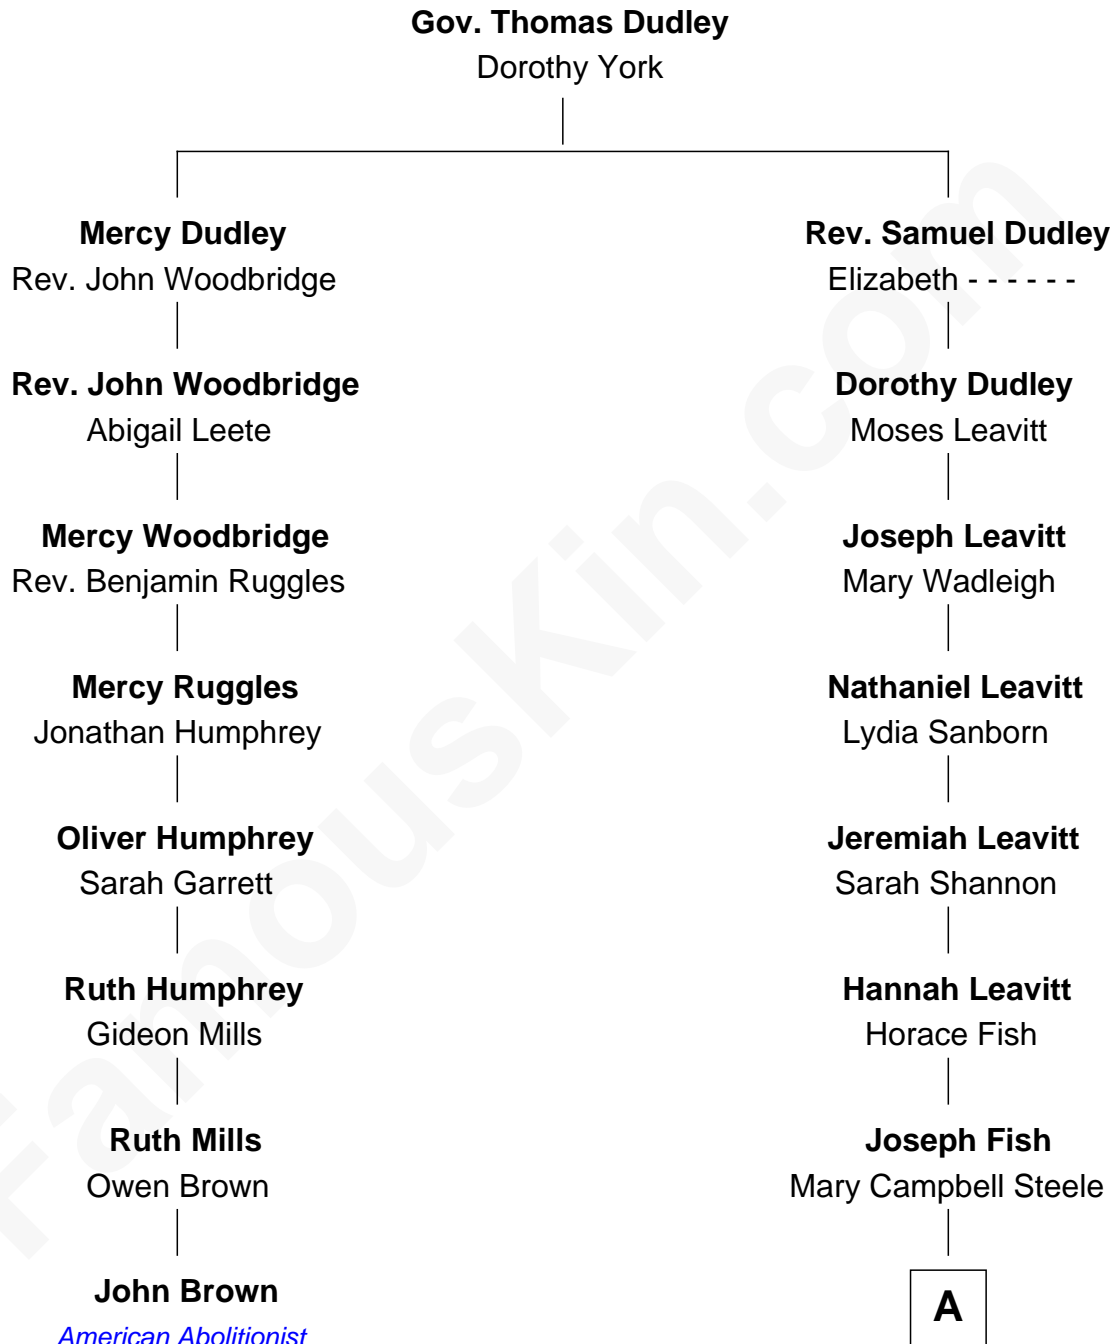 Gov. Thomas Dudley
Dorothy York
Mercy Dudley
Rev. John Woodbridge
Rev. Samuel Dudley
Elizabeth - - - - - -
Rev. John Woodbridge
Abigail Leete
Dorothy Dudley
Moses Leavitt
Mercy Woodbridge
Rev. Benjamin Ruggles
Joseph Leavitt
Mary Wadleigh
Mercy Ruggles
Jonathan Humphrey
Nathaniel Leavitt
Lydia Sanborn
Oliver Humphrey
Sarah Garrett
Jeremiah Leavitt
Sarah Shannon
Ruth Humphrey
Gideon Mills
Hannah Leavitt
Horace Fish
Ruth Mills
Owen Brown
Joseph Fish
Mary Campbell Steele
John Brown
American Abolitionist
A
FamousKin.com